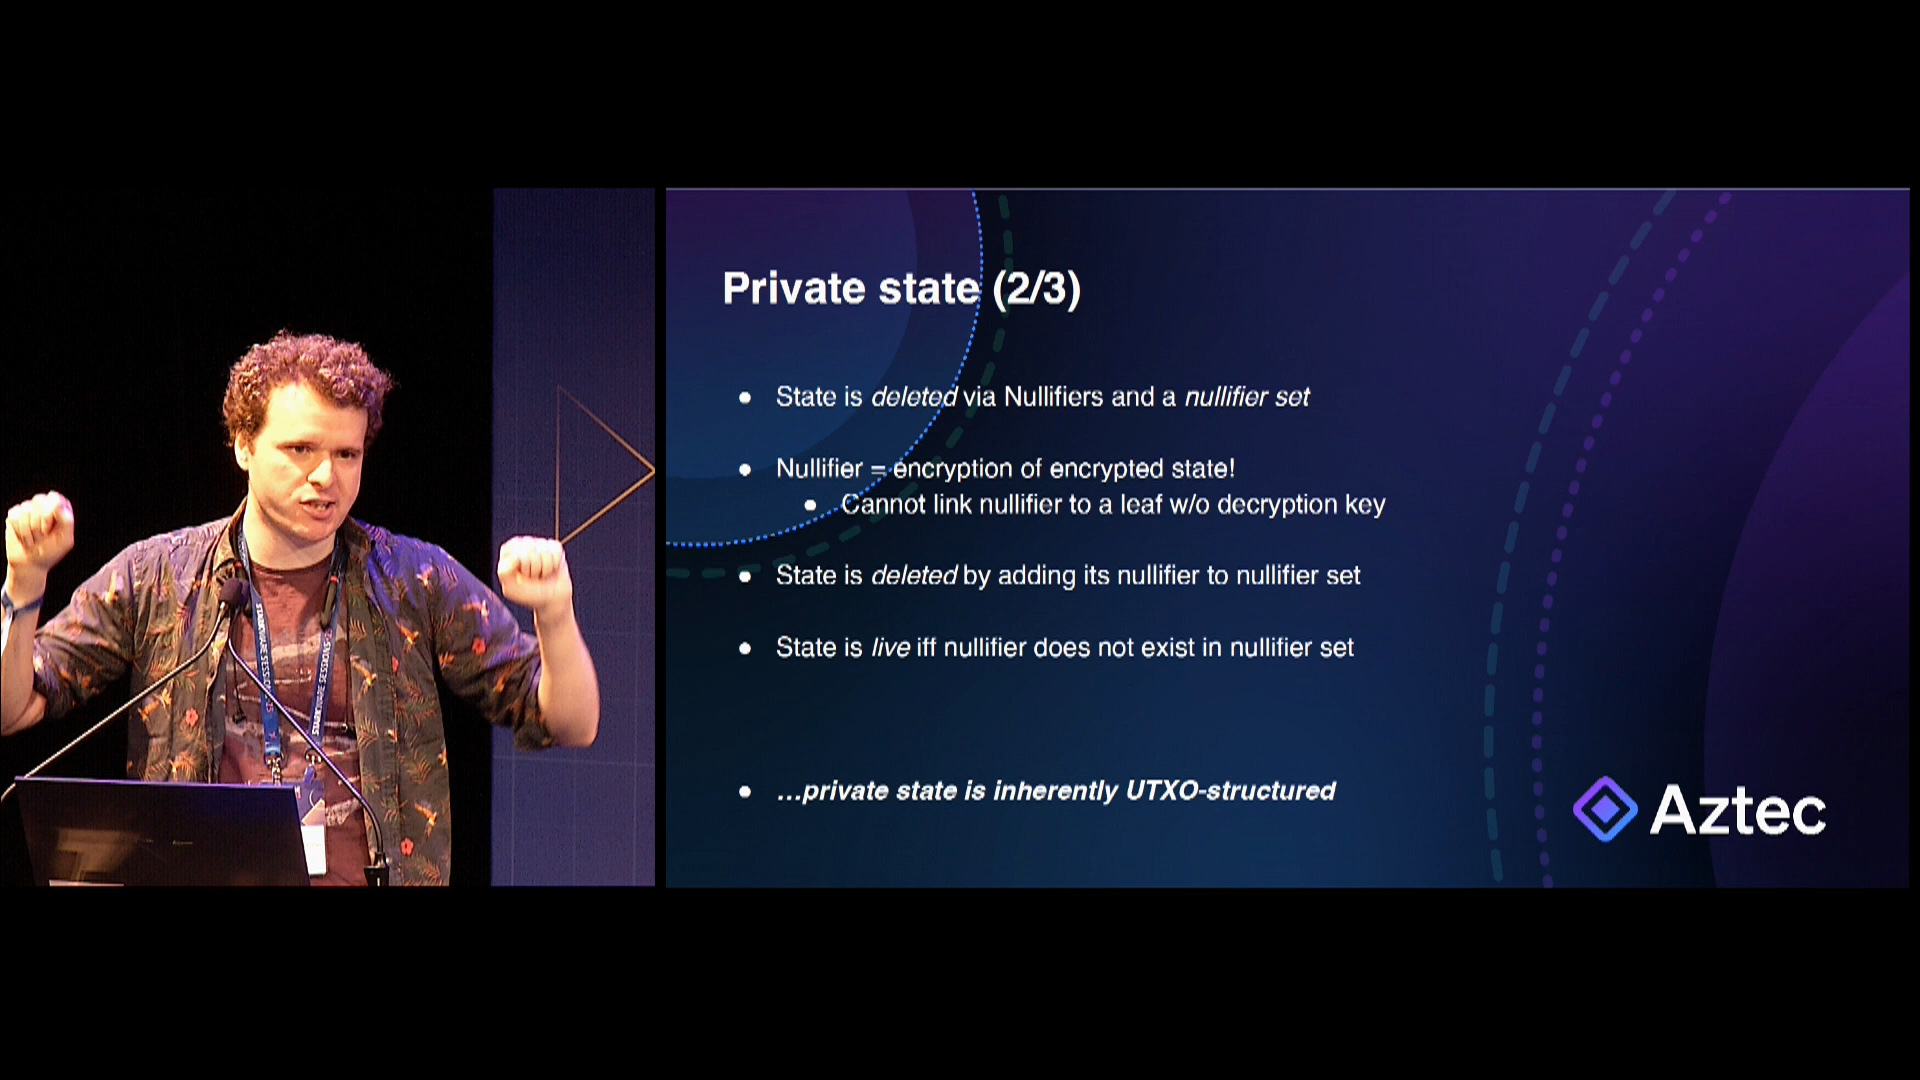 Private state (2/3)
State is deleted via Nullifiers and a nullifier set
Nullifier = encryption of encrypted state!
Cannot link nullifier to a leaf w/o decryption key
State is deleted by adding its nullifier to nullifier set
State is live iff nullifier does not exist in nullifier set
...private state is inherently UTXO-structured
Aztec
STARKWARE SESSIONS